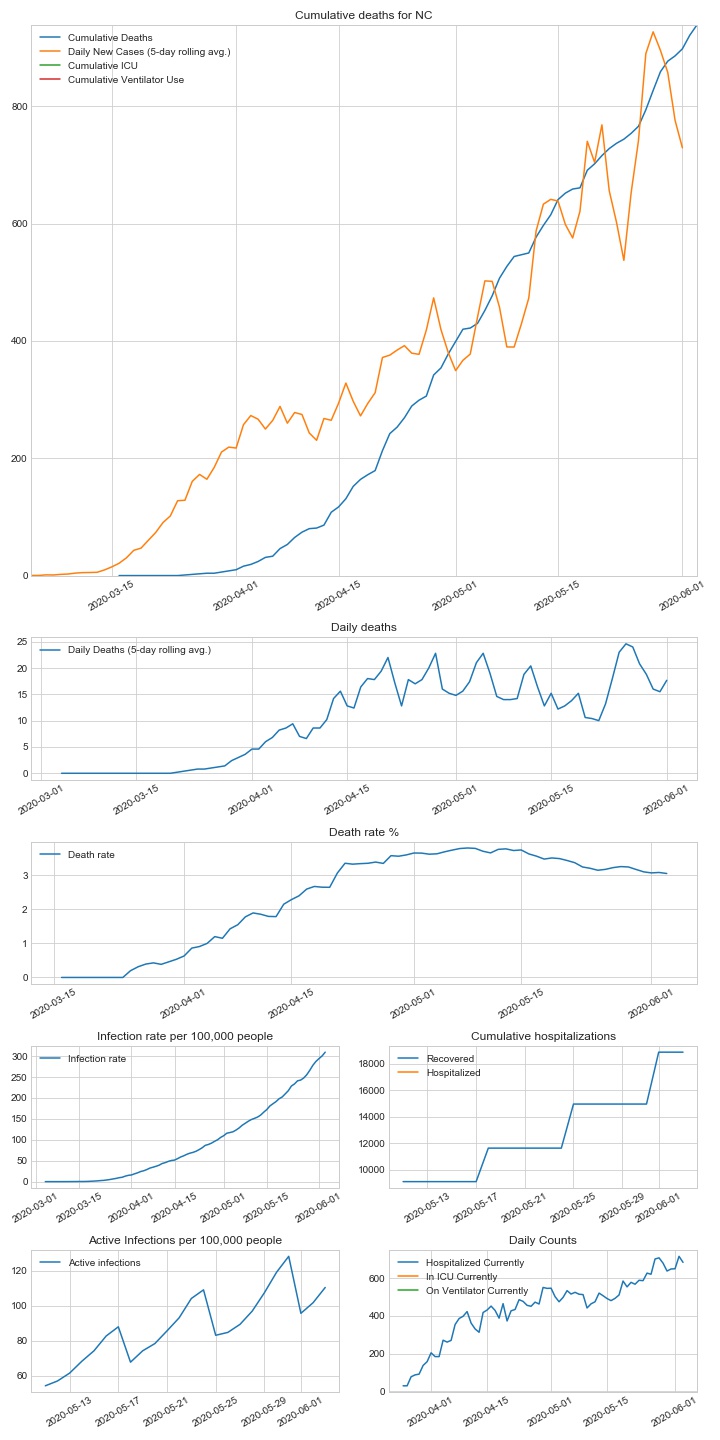 Cumulative deaths for NC
Cumulative Deaths
Daily New Cases (5-day rolling avg.)
Cumulative ICU
Cumulative Ventilator Use
800
600
400
200
0
2020-03-15 2020-04-01 2020-04-15 2020-05-01 2020-05-15 2020-06-01
Daily deaths
Daily Deaths (5-day rolling avg.)
25
20
15
10
5
0
2020-03-01 2020-03-15 2020-04-01 2020-04-15 2020-05-01 2020-05-15 2020-06-01
Death rate %
Death rate
3
2
1
0
2020-03-15 2020-04-01 2020-04-15 2020-05-01 2020-05-15 2020-06-01
Infection rate per 100,000 people
Infection rate
300
250
200
150
100
50
0
2020-03-01 2020-03-15 2020-04-01 2020-04-15 2020-05-01 2020-05-15 2020-06-01
Cumulative hospitalizations
Recovered
Hospitalized
18000
16000
14000
12000
10000
2020-05-13 2020-05-17 2020-05-21 2020-05-25 2020-05-29 2020-06-01
Active Infections per 100,000 people
Active infections
120
100
80
60
2020-05-13 2020-05-17 2020-05-21 2020-05-25 2020-05-29 2020-06-01
Daily Counts
Hospitalized Currently
In ICU Currently
On Ventilator Currently
600
400
200
0
2020-04-01 2020-04-15 2020-05-01 2020-05-15 2020-06-01